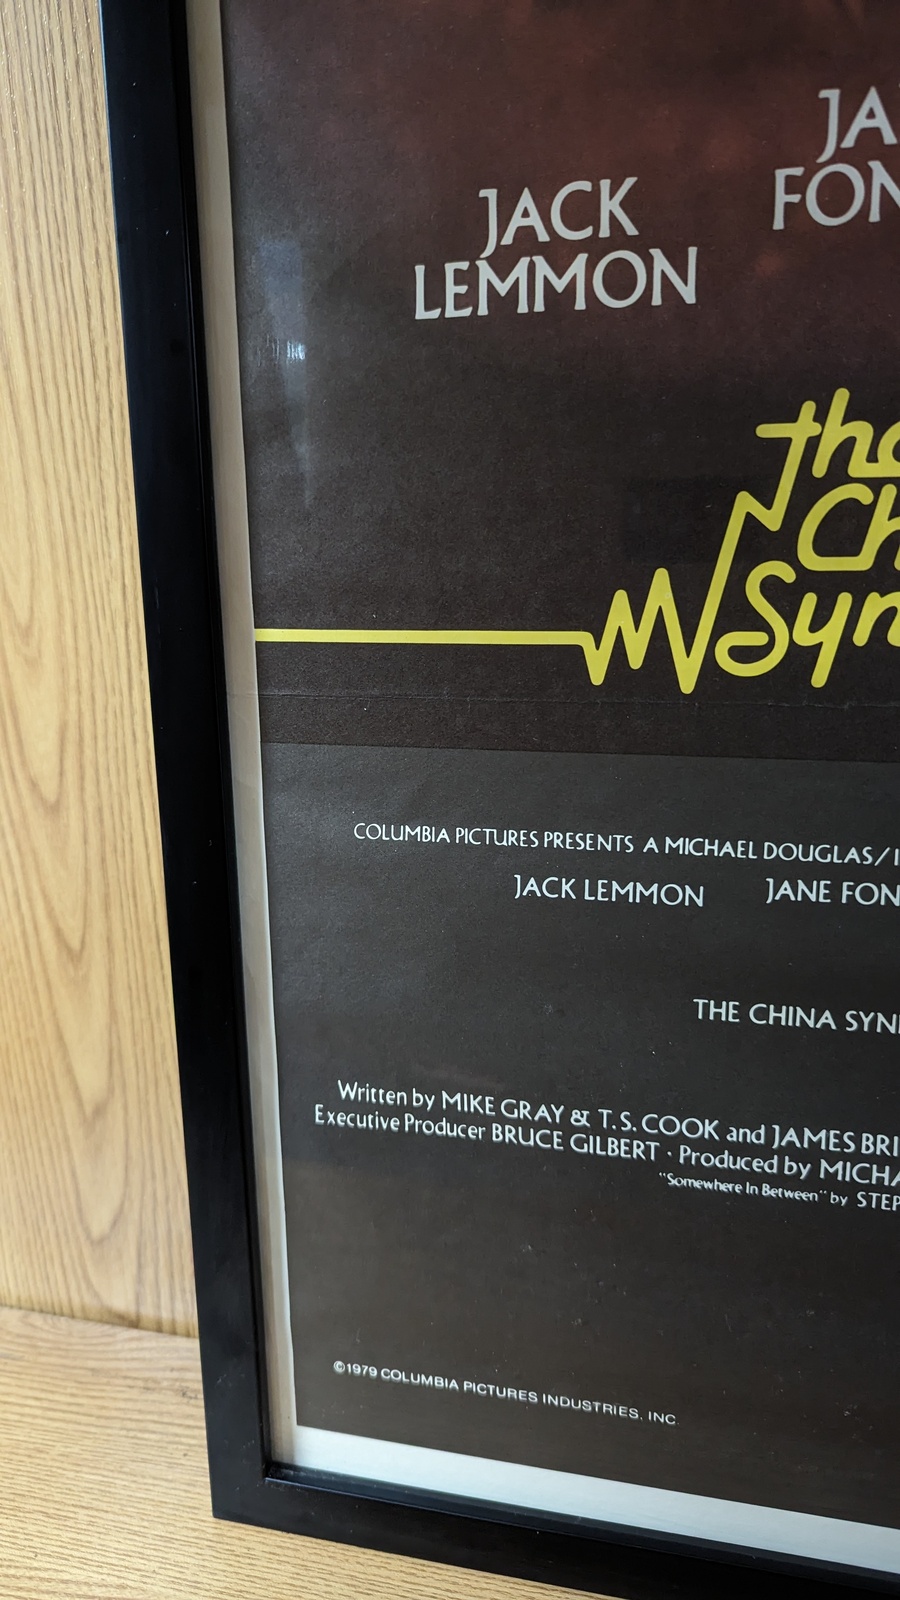 JACK
LEMMON
JA
FON
the
Ch
Syn
COLUMBIA PICTURES PRESENTS A MICHAEL DOUGLAS/I
JACK LEMMON JANE FON
THE CHINA SYN
Written by MIKE GRAY & T.S. COOK and JAMES BRI
Executive Producer BRUCE GILBERT · Produced by MICHA
"Somewhere In Between" by STEP
©1979 COLUMBIA PICTURES INDUSTRIES, INC.